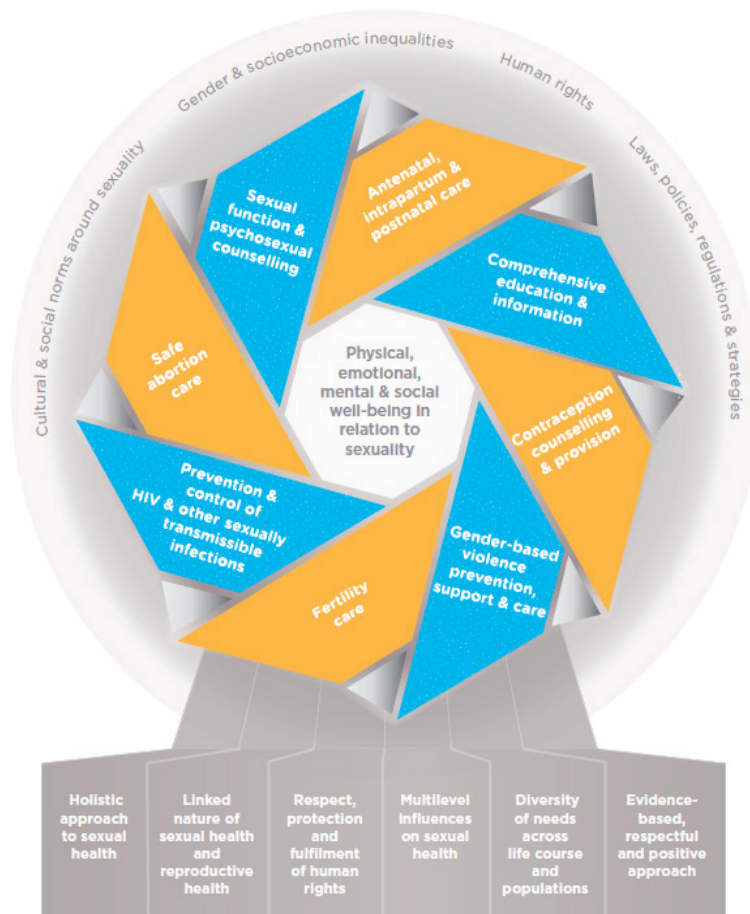 Cultural & social norms around sexuality
Gender & socioeconomic inequalities
Human rights
Laws, policies, regulations & strategies
Antenatal,
intrapartum &
postnatal care
Comprehensive
education &
information
Contraception
counselling
& provision
Gender-based
violence
prevention,
support & care
Fertility
care
Prevention &
control of
HIV & other sexually
transmissible
infections
Safe
abortion
care
Sexual
function &
psychosexual
counselling
Physical,
emotional,
mental & social
well-being in
relation to
sexuality
Holistic
approach
to sexual
health
Linked
nature of
sexual health
and
reproductive
health
Respect,
protection
and
fulfilment
of human
rights
Multilevel
influences
on sexual
health
Diversity
of needs
across
life course
and
populations
Evidence-
based,
respectful
and positive
approach